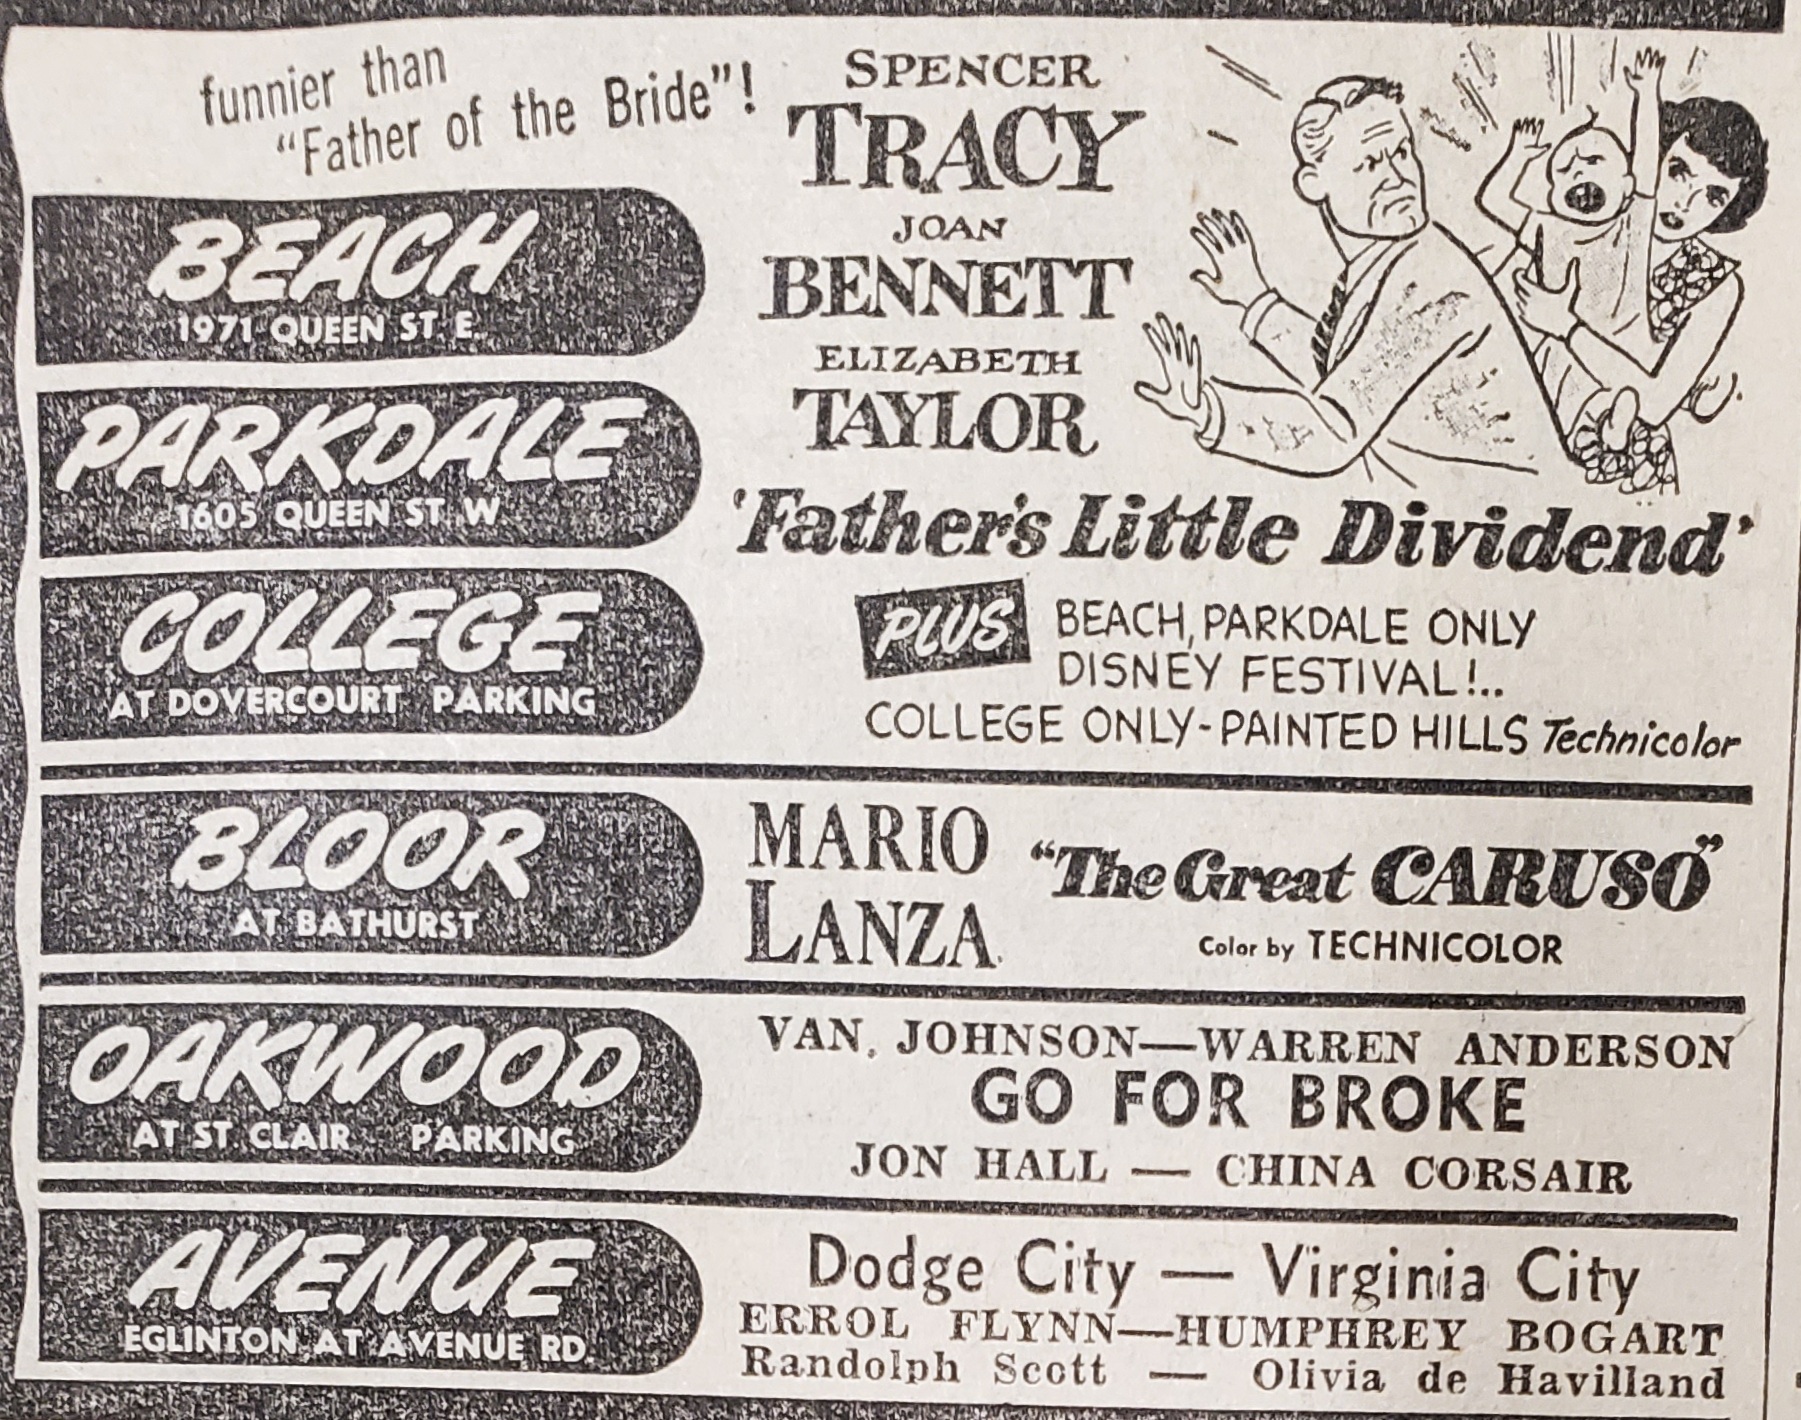 funnier than
"Father of the Bride"!
SPENCER
TRACY
JOAN
BENNETT
ELIZABETH
TAYLOR
'Father's Little Dividend'
BEACH
1971 QUEEN ST. E.
PARKDALE
1605 QUEEN ST. W
COLLEGE
AT DOVERCOURT PARKING
PLUS BEACH, PARKDALE ONLY
DISNEY FESTIVAL!..
COLLEGE ONLY-PAINTED HILLS Technicolor
BLOOR
AT BATHURST
MARIO
LANZA
"The Great CARUSO"
Color by TECHNICOLOR
OAKWOOD
AT ST. CLAIR PARKING
VAN. JOHNSON—WARREN ANDERSON
GO FOR BROKE
JON HALL — CHINA CORSAIR
AVENUE
EGLINTON AT AVENUE RD.
Dodge City — Virginia City
ERROL FLYNN—HUMPHREY BOGART
Randolph Scott — Olivia de Havilland